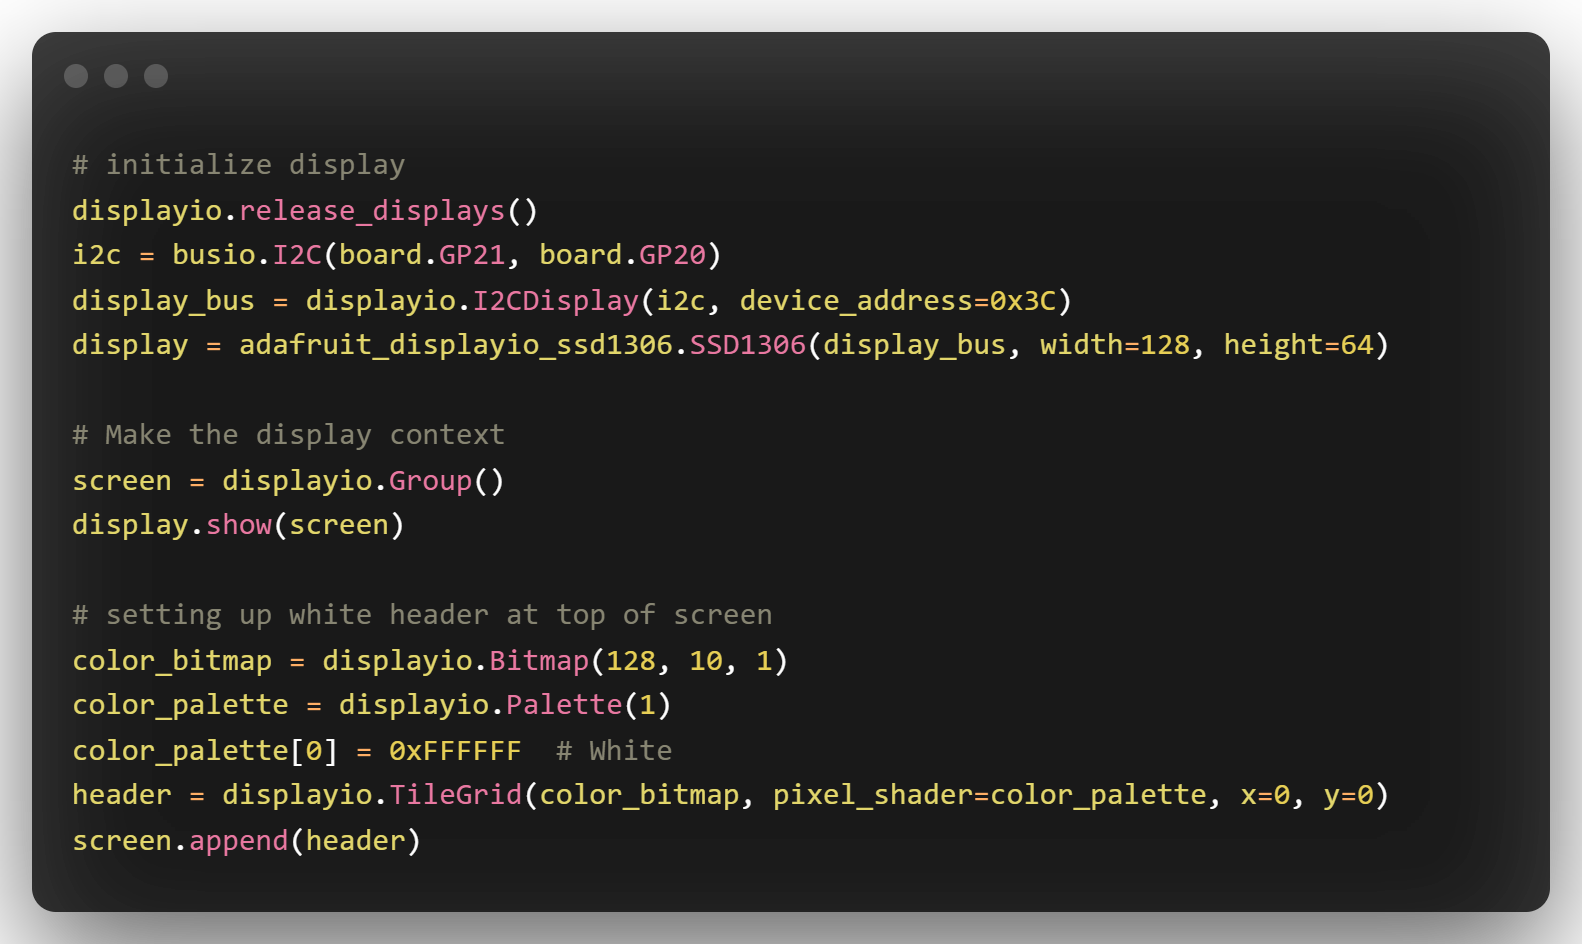 # initialize display
displayio.release_displays()
i2c = busio.I2C(board.GP21, board.GP20)
display_bus = displayio.I2CDisplay(i2c, device_address=0x3C)
display = adafruit_displayio_ssd1306.SSD1306(display_bus, width=128, height=64)

# Make the display context
screen = displayio.Group()
display.show(screen)

# setting up white header at top of screen
color_bitmap = displayio.Bitmap(128, 10, 1)
color_palette = displayio.Palette(1)
color_palette[0] = 0xFFFFFF  # White
header = displayio.TileGrid(color_bitmap, pixel_shader=color_palette, x=0, y=0)
screen.append(header)